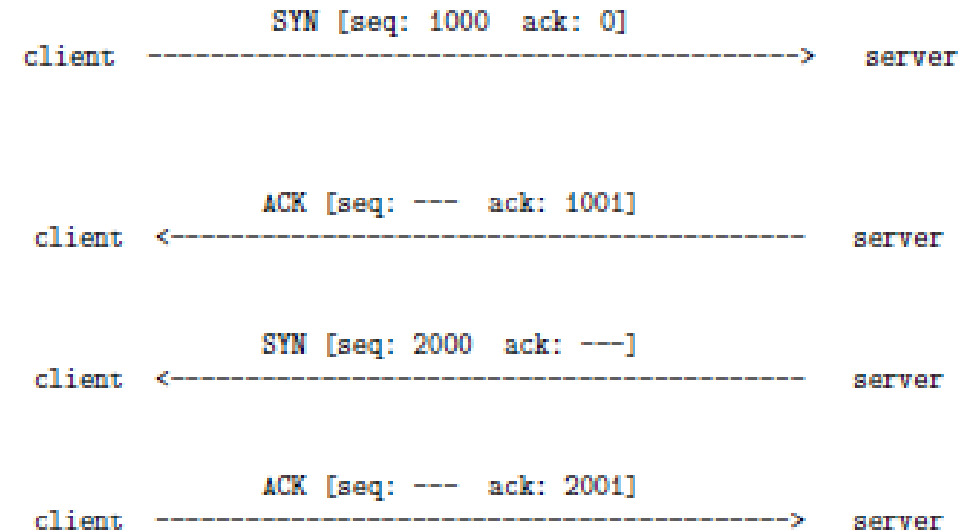 SYN [seq: 1000 ack: 0]
client ------------------------------------------> server
ACK [seq: --- ack: 1001]
client <------------------------------------------ server
SYN [seq: 2000 ack: ---]
client <------------------------------------------ server
ACK [seq: --- ack: 2001]
client ------------------------------------------> server